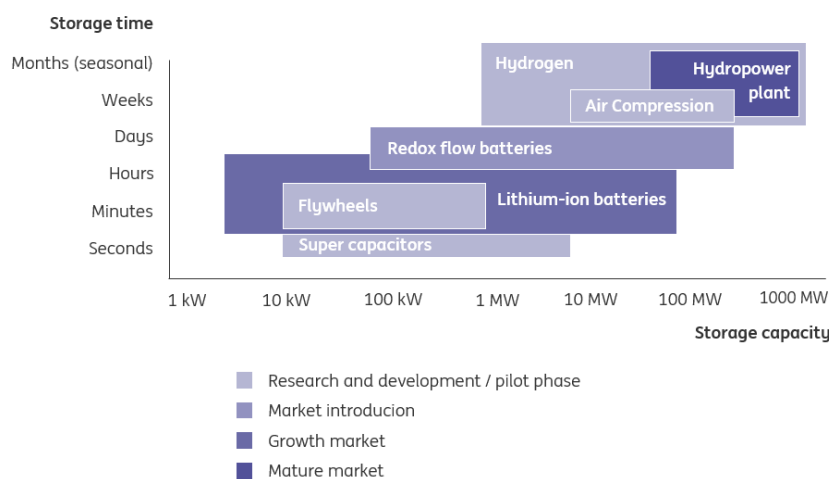 Storage time
Months (seasonal)
Weeks
Days
Hours
Minutes
Seconds
Hydrogen
Hydropower
plant
Air Compression
Redox flow batteries
Lithium-ion batteries
Flywheels
Super capacitors
1 kW
10 kW
100 kW
1 MW
10 MW
100 MW
1000 MW
Storage capacity
Research and development / pilot phase
Market introducion
Growth market
Mature market